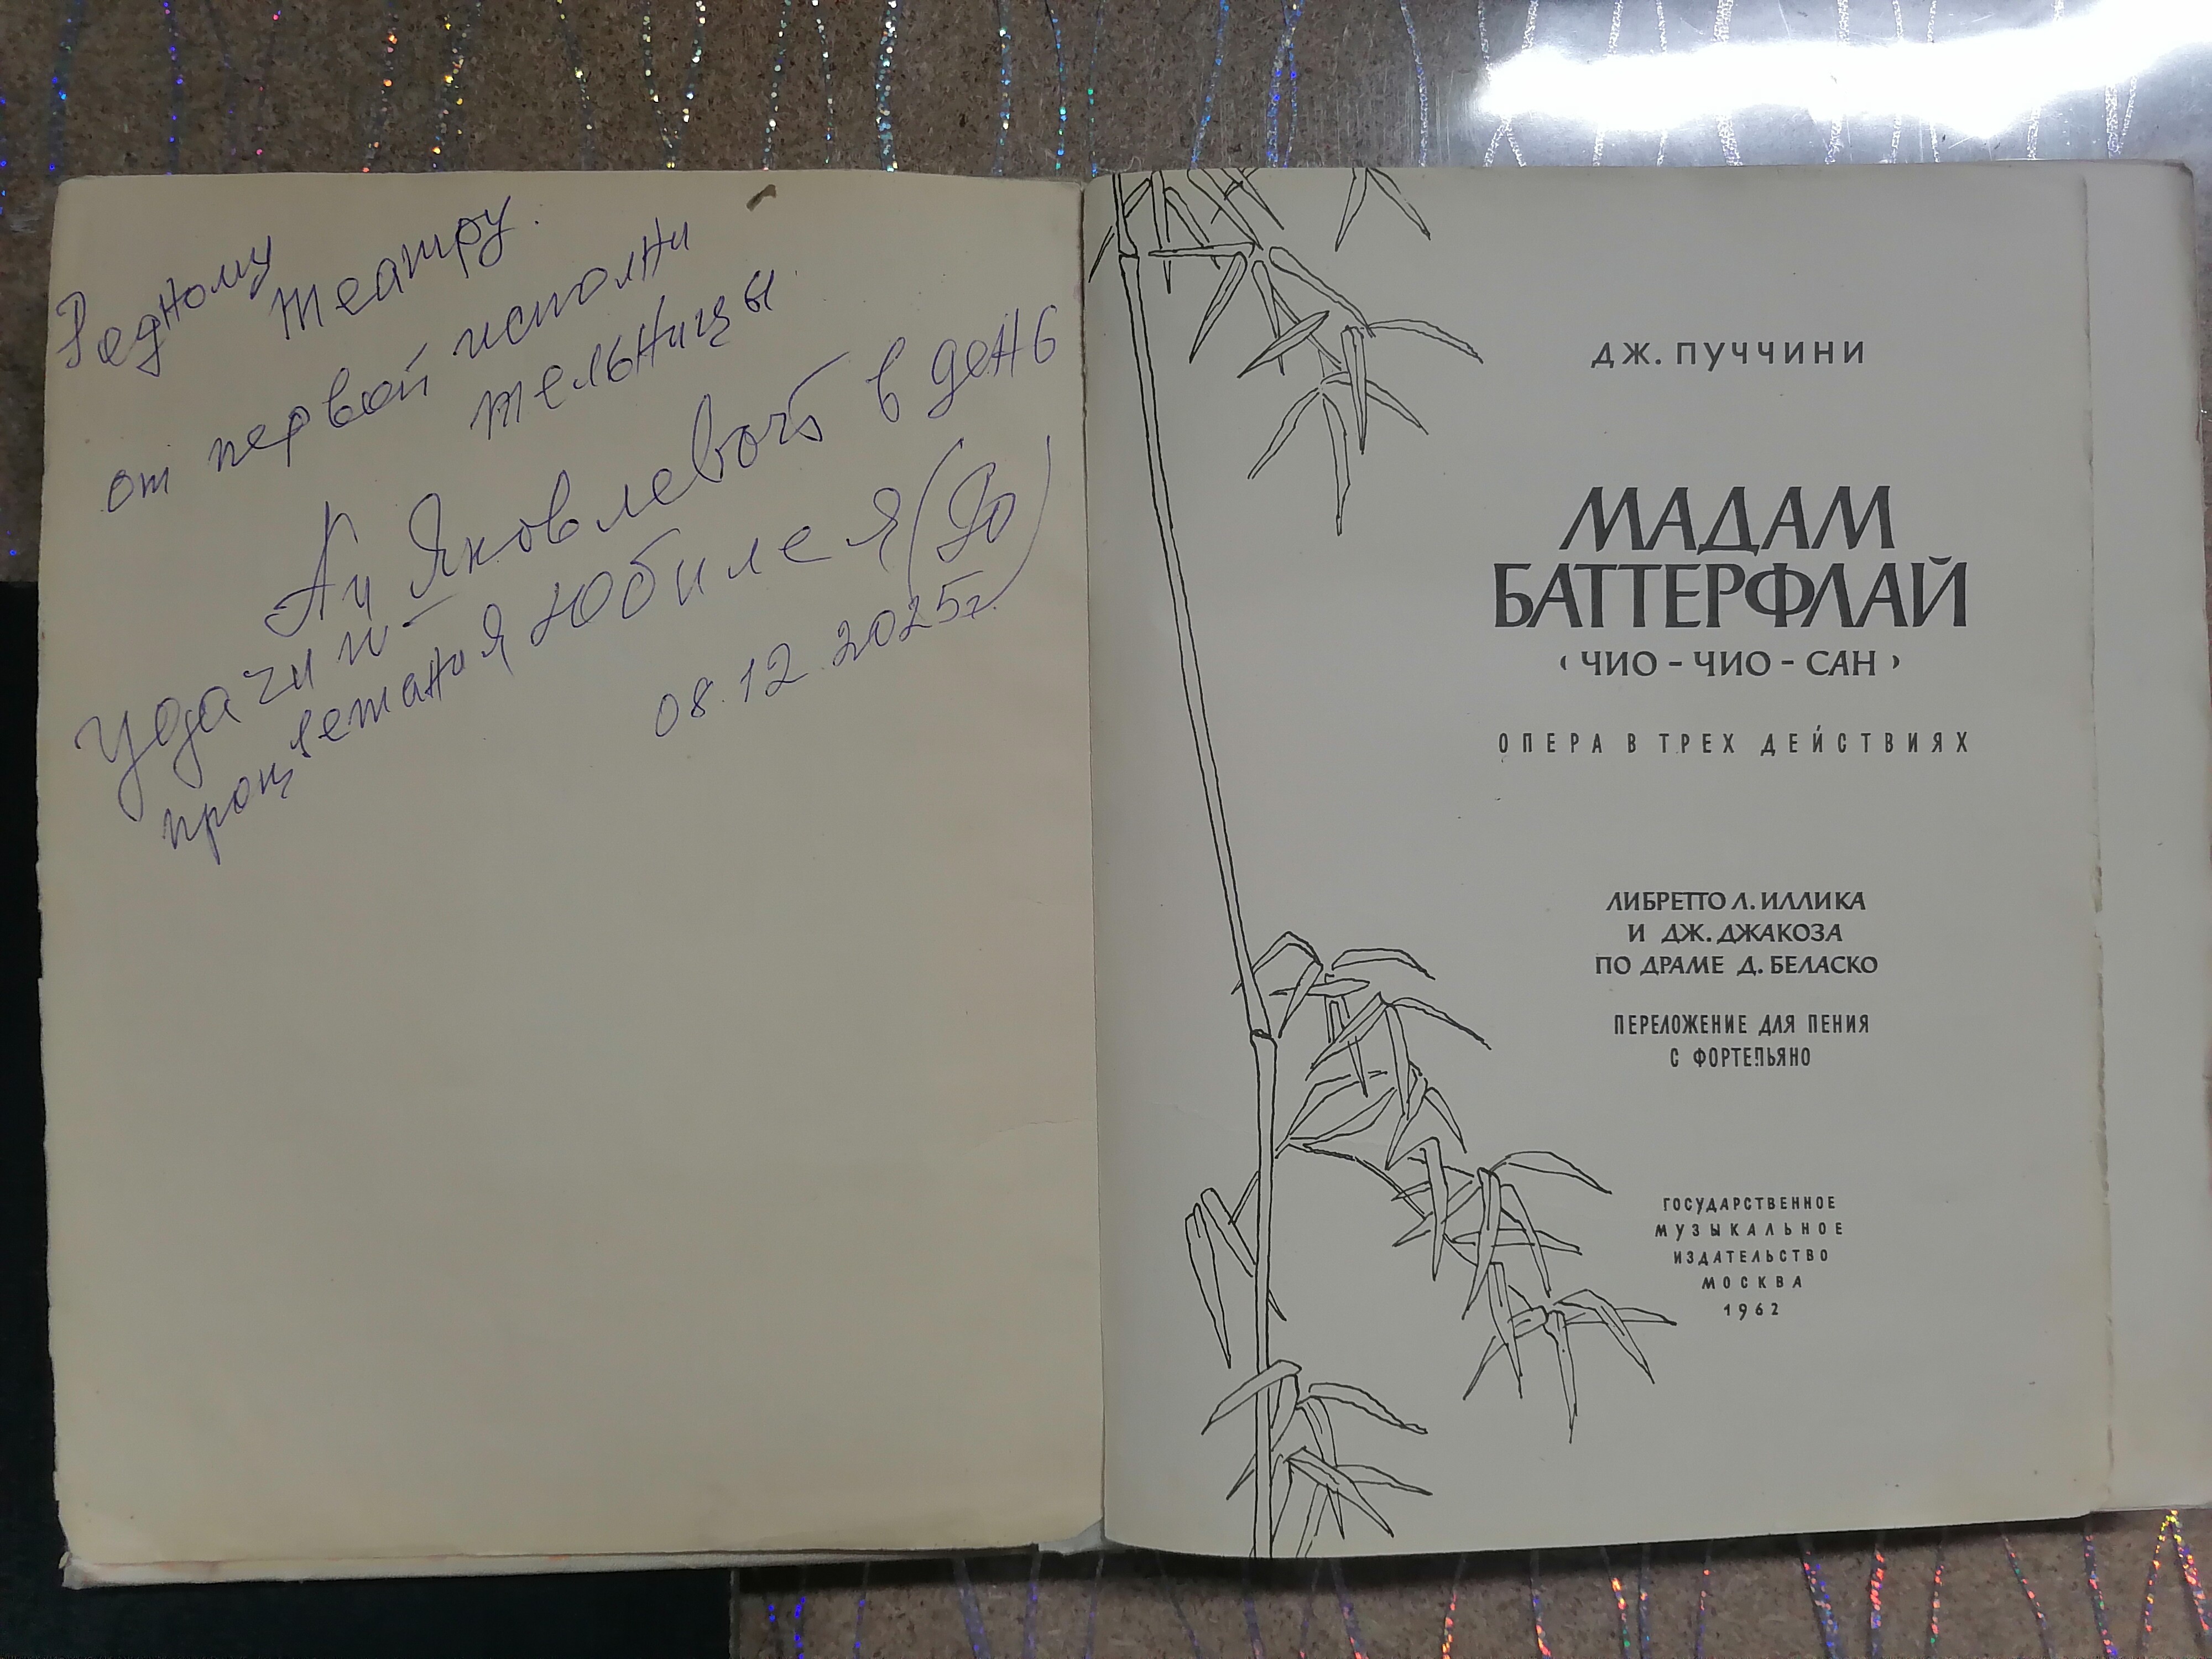 Родному
театру.
от первой исполни
тельницы
Ац Яковлевой в день
удачи и
процветания Юбилея
08.12.2025г.
ДЖ. ПУЧЧИНИ
МАДАМ
БАТТЕРФЛАЙ
‹ ЧИО - ЧИО - САН ›
ОПЕРА В ТРЕХ ДЕЙСТВИЯХ
ЛИБРЕТТО Л. ИЛЛИКА
И ДЖ. ДЖАКОЗА
ПО ДРАМЕ Д. БЕЛАСКО
ПЕРЕЛОЖЕНИЕ ДЛЯ ПЕНИЯ
С ФОРТЕПЬЯНО
ГОСУДАРСТВЕННОЕ
МУЗЫКАЛЬНОЕ
ИЗДАТЕЛЬСТВО
МОСКВА
1962